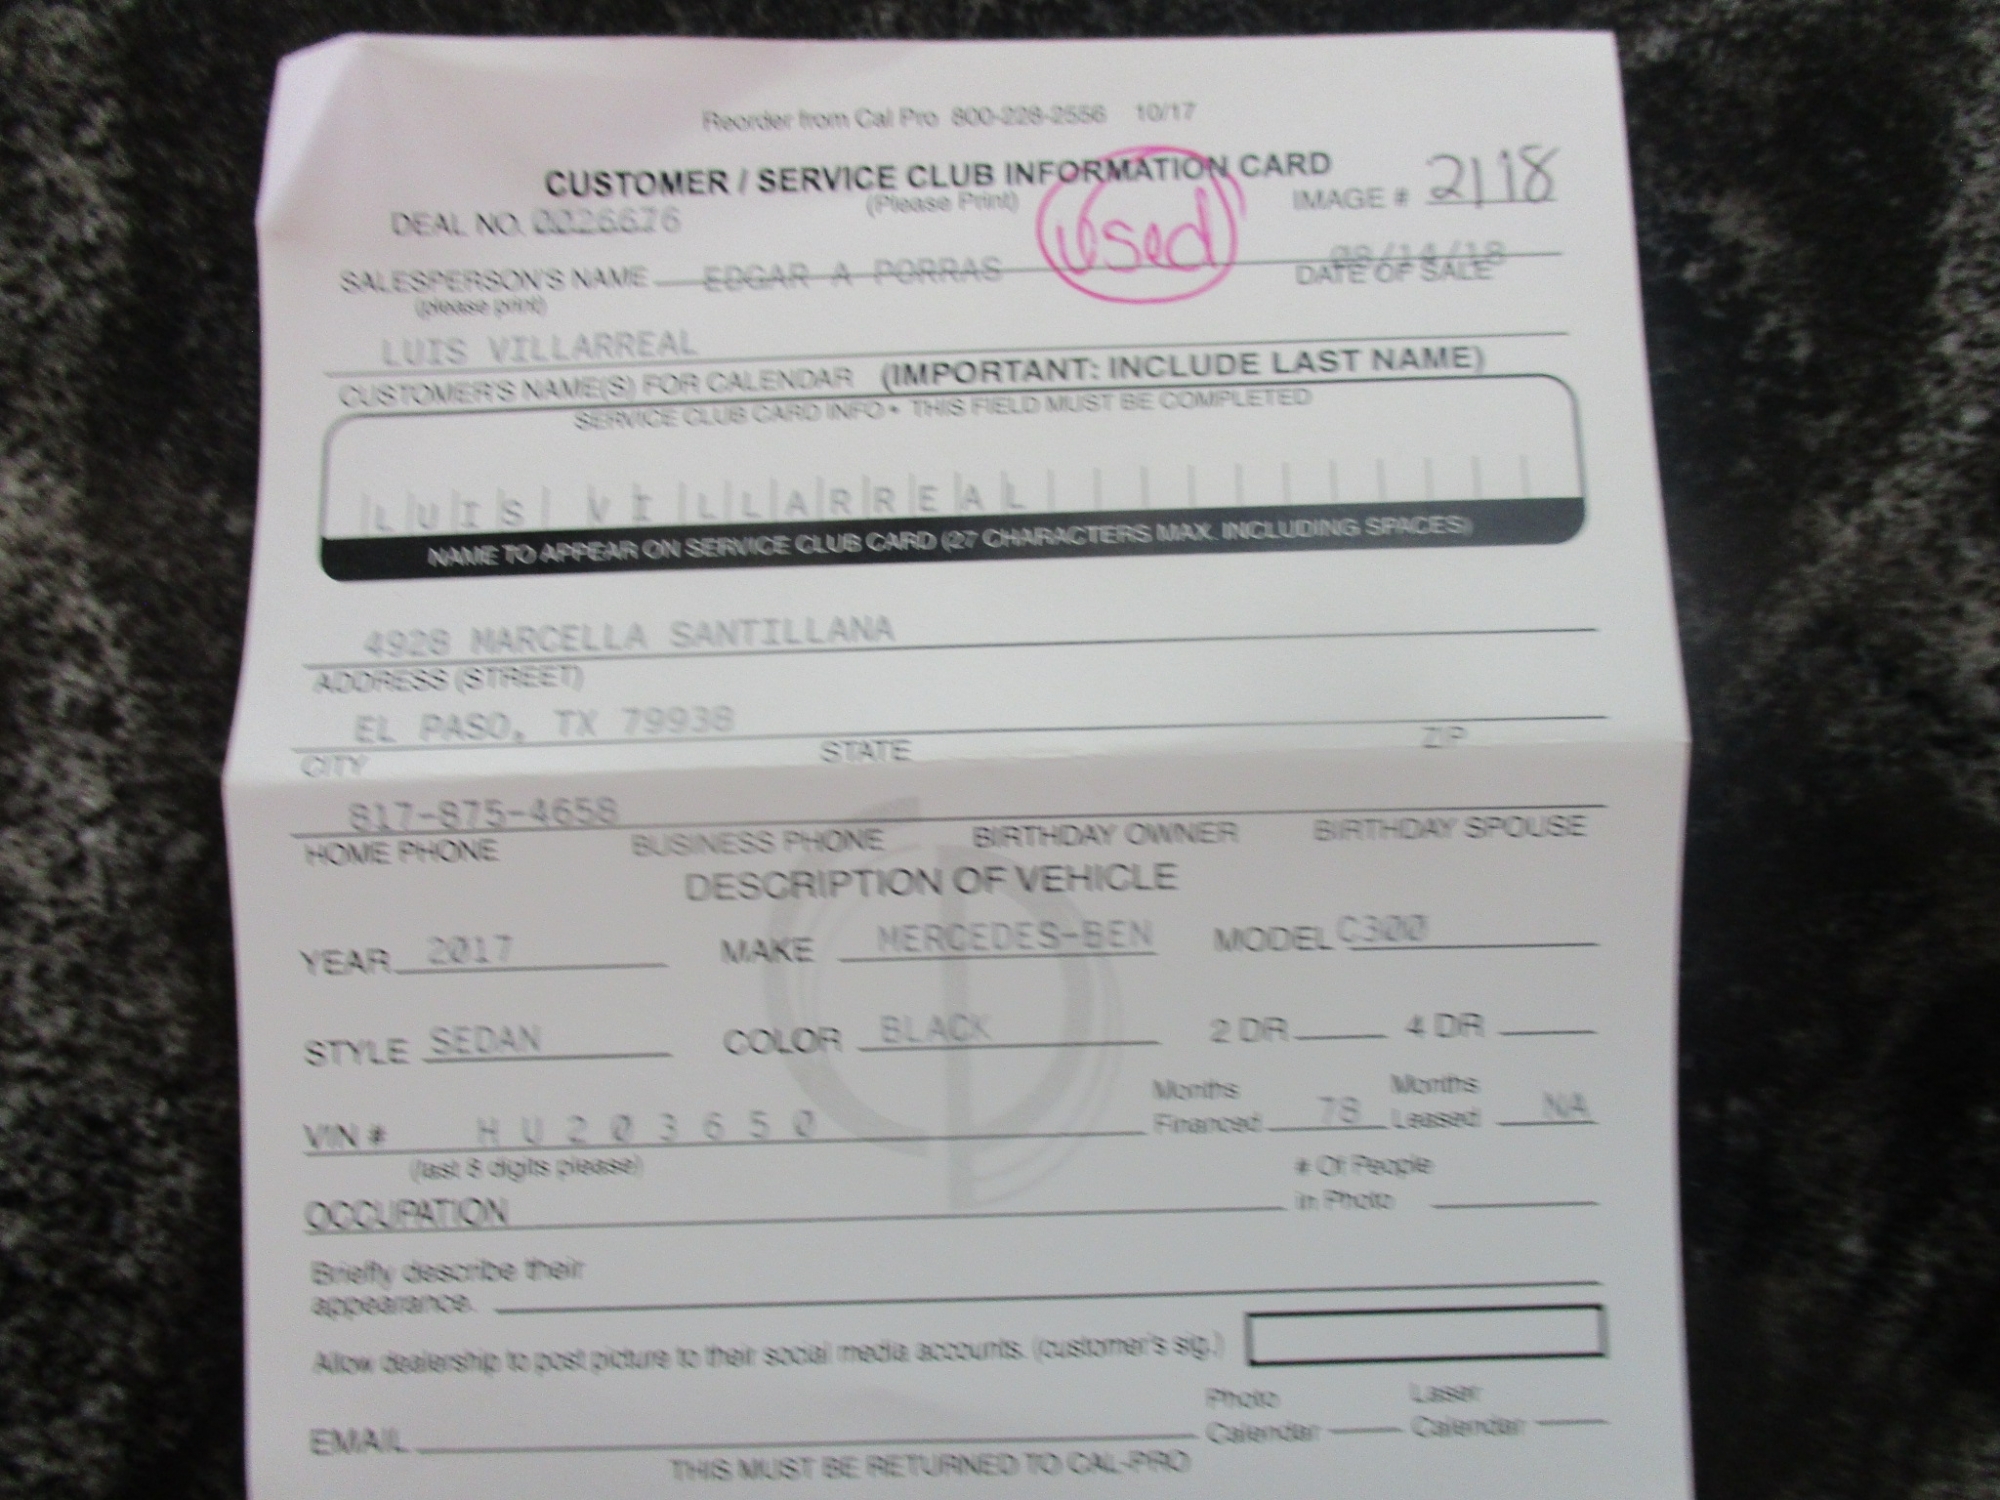 Reorder from Cal Pro 800-228-2556 10/17
CUSTOMER / SERVICE CLUB INFORMATION CARD
(Please Print)
DEAL NO. 0026676
Used
IMAGE # 2118
SALESPERSON'S NAME EDGAR A PORRAS
(please print)
DATE OF SALE
LUIS VILLARREAL
CUSTOMER'S NAME(S) FOR CALENDAR (IMPORTANT: INCLUDE LAST NAME)
SERVICE CLUB CARD INFO • THIS FIELD MUST BE COMPLETED
LUIS VILLARREAL
NAME TO APPEAR ON SERVICE CLUB CARD (27 CHARACTERS MAX. INCLUDING SPACES)
4928 MARCELLA SANTILLANA
ADDRESS (STREET)
EL PASO, TX 79938
CITY STATE ZIP
817-875-4658
HOME PHONE BUSINESS PHONE BIRTHDAY OWNER BIRTHDAY SPOUSE
DESCRIPTION OF VEHICLE
YEAR 2017 MAKE MERCEDES-BEN MODEL C300
STYLE SEDAN COLOR BLACK 2 DR 4 DR
VIN # HU203650 Months Financed 78 Months Leased NA
(last 8 digits please)
OCCUPATION # Of People in Photo
Briefly describe their
appearance.
Allow dealership to post picture to their social media accounts. (customer's sig.)
EMAIL Photo Calendar Laser Calendar
THIS MUST BE RETURNED TO CAL-PRO